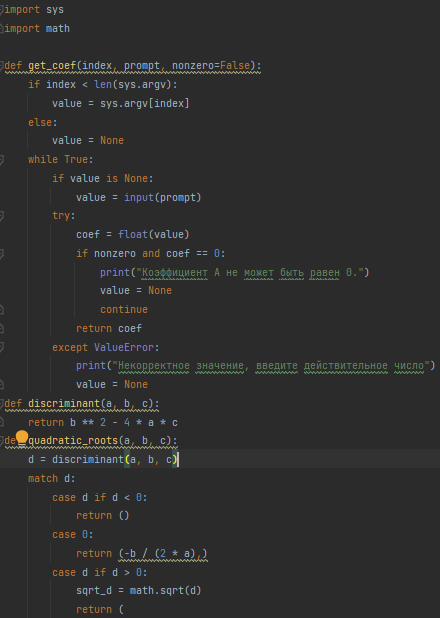 import sys
import math
def get_coef(index, prompt, nonzero=False):
if index < len(sys.argv):
value = sys.argv[index]
else:
value = None
while True:
if value is None:
value = input(prompt)
try:
coef = float(value)
if nonzero and coef == 0:
print("Коэффициент A не может быть равен 0.")
value = None
continue
return coef
except ValueError:
print("Некорректное значение, введите действительное число")
value = None
def discriminant(a, b, c):
return b ** 2 - 4 * a * c
def quadratic_roots(a, b, c):
d = discriminant(a, b, c)
match d:
case d if d < 0:
return ()
case 0:
return (-b / (2 * a),)
case d if d > 0:
sqrt_d = math.sqrt(d)
return (